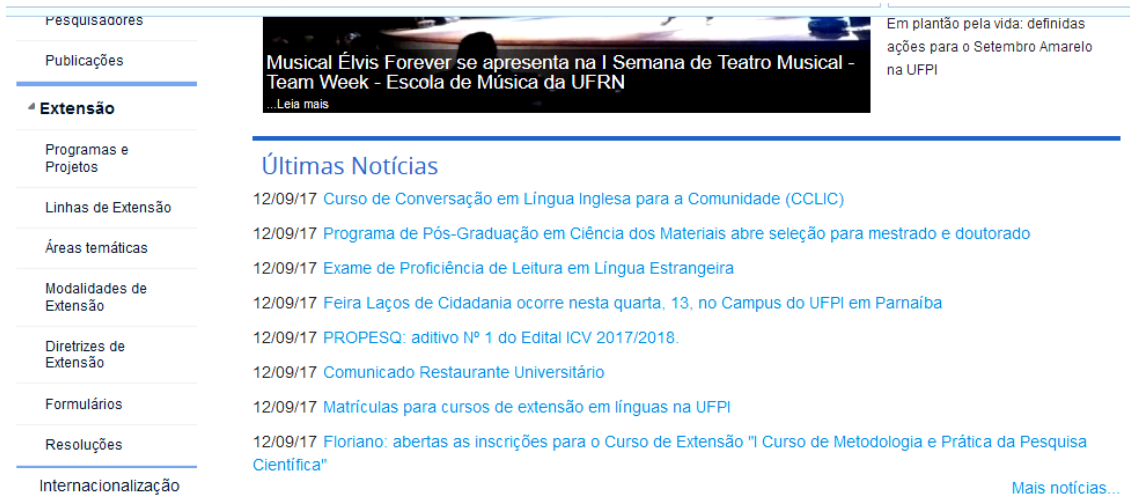 Pesquisadores
Publicações
Extensão
Programas e
Projetos
Linhas de Extensão
Áreas temáticas
Modalidades de
Extensão
Diretrizes de
Extensão
Formulários
Resoluções
Internacionalização
Musical Élvis Forever se apresenta na I Semana de Teatro Musical -
Team Week - Escola de Música da UFRN
...Leia mais
Em plantão pela vida: definidas
ações para o Setembro Amarelo
na UFPI
Últimas Notícias
12/09/17 Curso de Conversação em Língua Inglesa para a Comunidade (CCLIC)
12/09/17 Programa de Pós-Graduação em Ciência dos Materiais abre seleção para mestrado e doutorado
12/09/17 Exame de Proficiência de Leitura em Língua Estrangeira
12/09/17 Feira Laços de Cidadania ocorre nesta quarta, 13, no Campus do UFPI em Parnaíba
12/09/17 PROPESQ: aditivo Nº 1 do Edital ICV 2017/2018.
12/09/17 Comunicado Restaurante Universitário
12/09/17 Matrículas para cursos de extensão em línguas na UFPI
12/09/17 Floriano: abertas as inscrições para o Curso de Extensão "I Curso de Metodologia e Prática da Pesquisa
Científica"
Mais notícias...